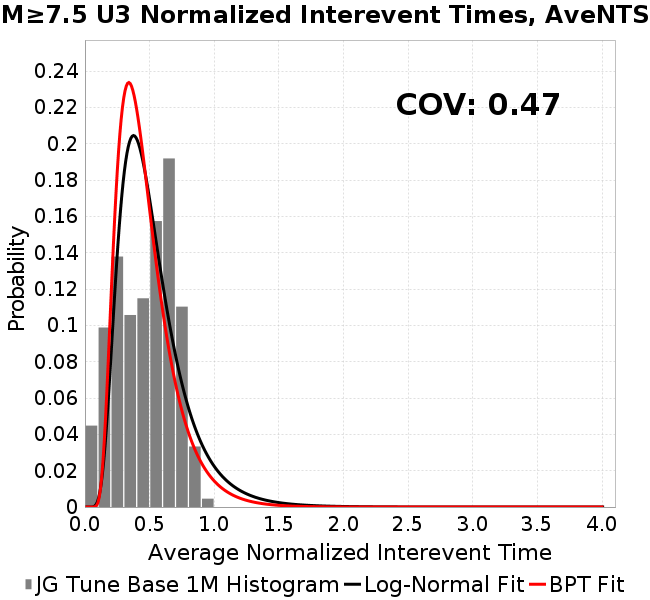 M≥7.5 U3 Normalized Interevent Times, AveNTS
COV: 0.47
Probability
0.24
0.22
0.2
0.18
0.16
0.14
0.12
0.1
0.08
0.06
0.04
0.02
0
0.0 0.5 1.0 1.5 2.0 2.5 3.0 3.5 4.0
Average Normalized Interevent Time
JG Tune Base 1M Histogram Log-Normal Fit BPT Fit